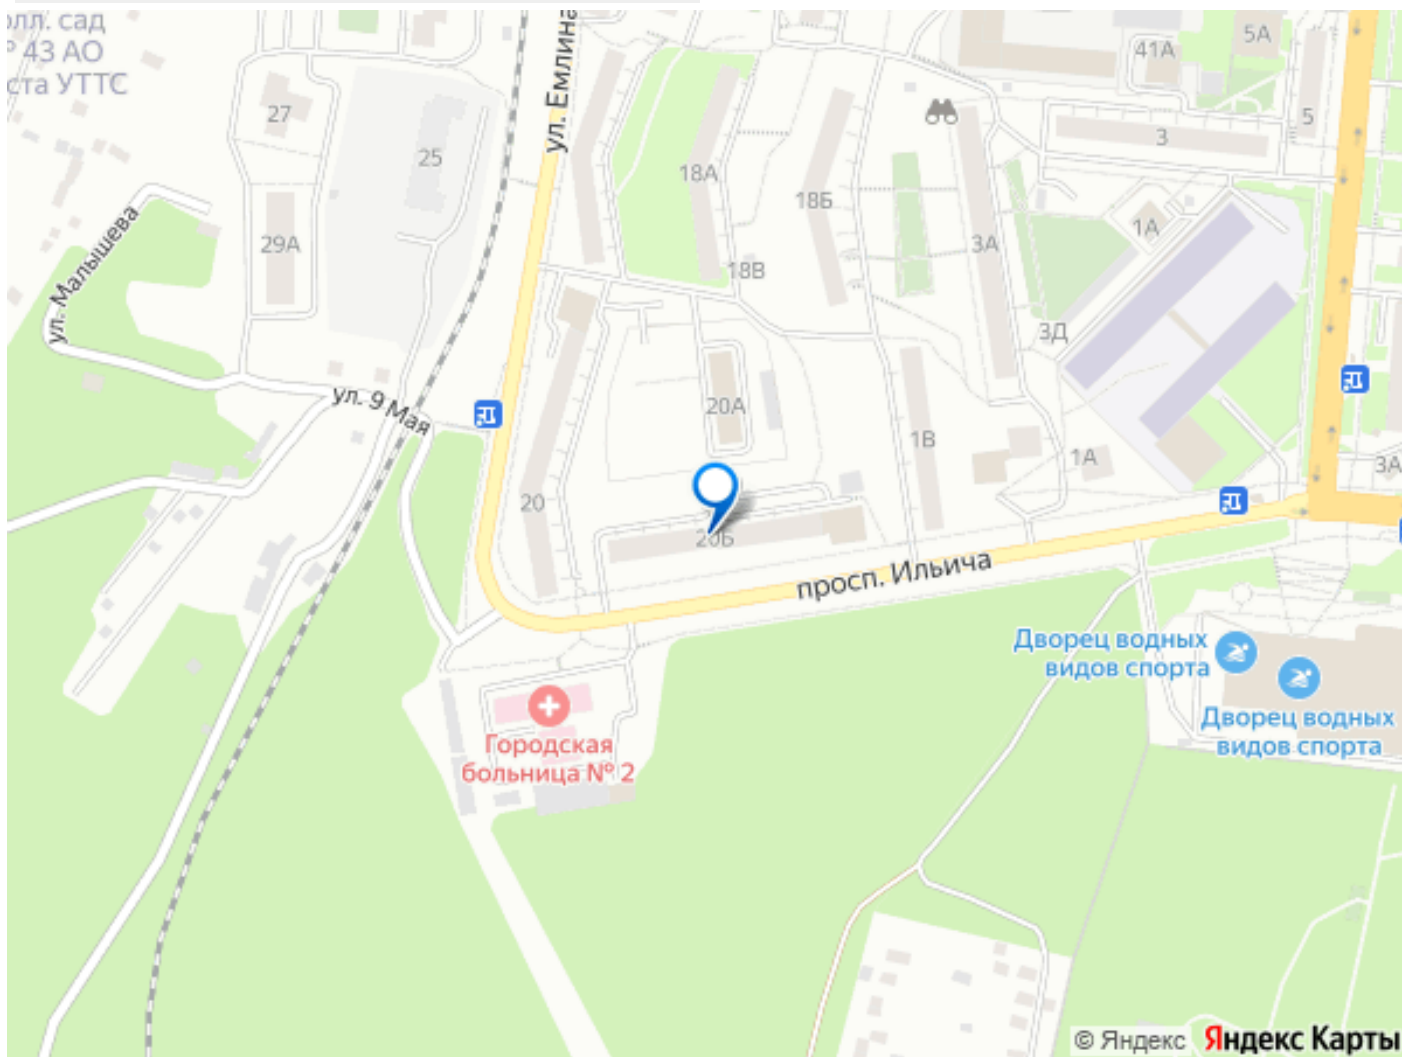 олл. сад
№ 43 АО
ста УТТС
27
25
29А
ул. Малышева
ул. 9 Мая
ул. Емлина
18А
18Б
18В
41А
5А
5
3
3А
1А
3Д
20А
1В
1А
3А
20
20Б
просп. Ильича
Дворец водных
видов спорта
Дворец водных
видов спорта
Городская
больница № 2
© Яндекс Яндекс Карты